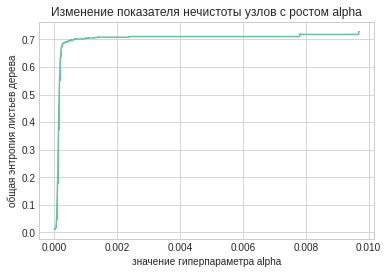 Изменение показателя нечистоты узлов с ростом alpha
общая энтропия листьев дерева
0.7
0.6
0.5
0.4
0.3
0.2
0.1
0.0
0.000 0.002 0.004 0.006 0.008 0.010
значение гиперпараметра alpha